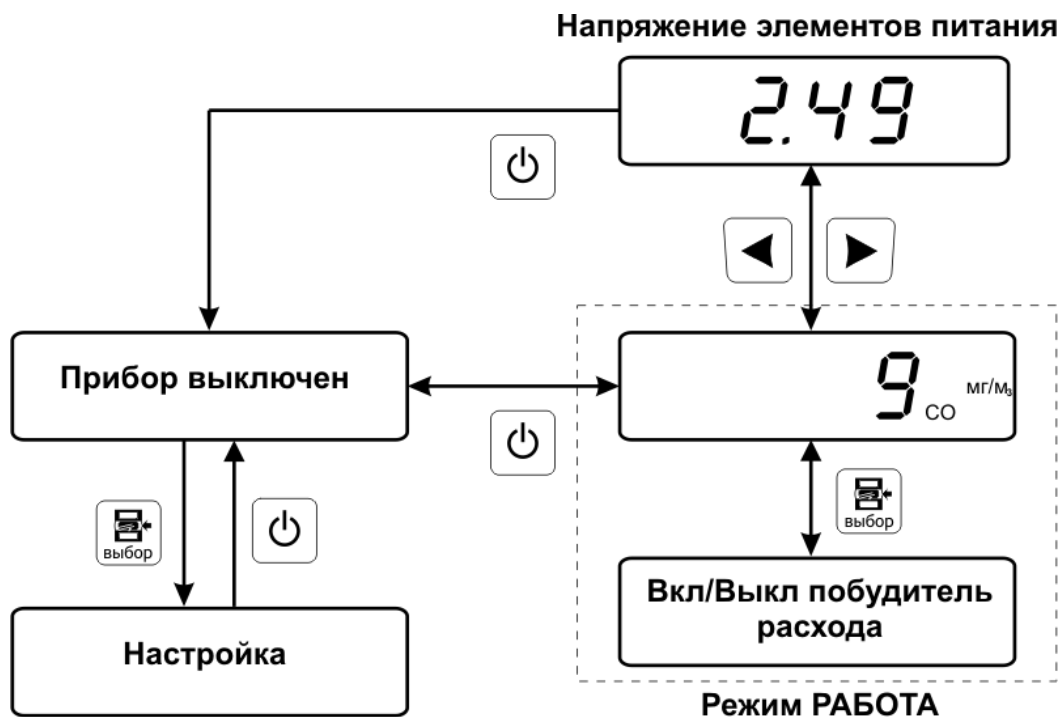 Напряжение элементов питания
2.49
Прибор выключен
9
CO
мг/м₃
выбор
выбор
Вкл/Выкл побудитель
расхода
Настройка
Режим РАБОТА